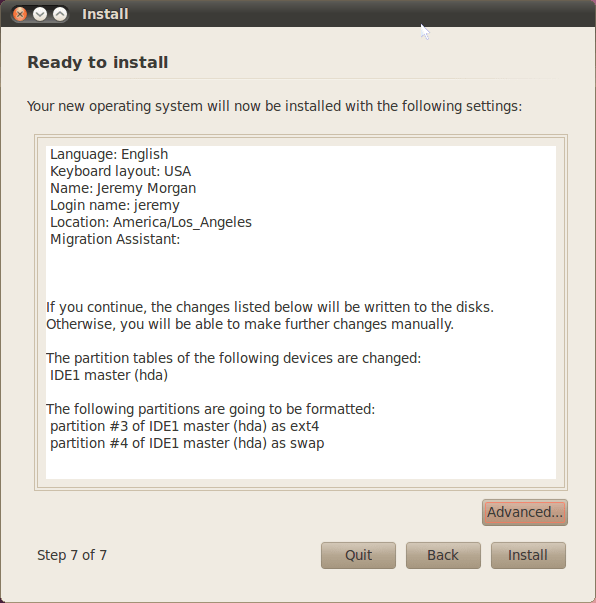 Install
Ready to install
Your new operating system will now be installed with the following settings:
Language: English
Keyboard layout: USA
Name: Jeremy Morgan
Login name: jeremy
Location: America/Los_Angeles
Migration Assistant:
If you continue, the changes listed below will be written to the disks.
Otherwise, you will be able to make further changes manually.
The partition tables of the following devices are changed:
IDE1 master (hda)
The following partitions are going to be formatted:
partition #3 of IDE1 master (hda) as ext4
partition #4 of IDE1 master (hda) as swap
Advanced...
Step 7 of 7
Quit
Back
Install